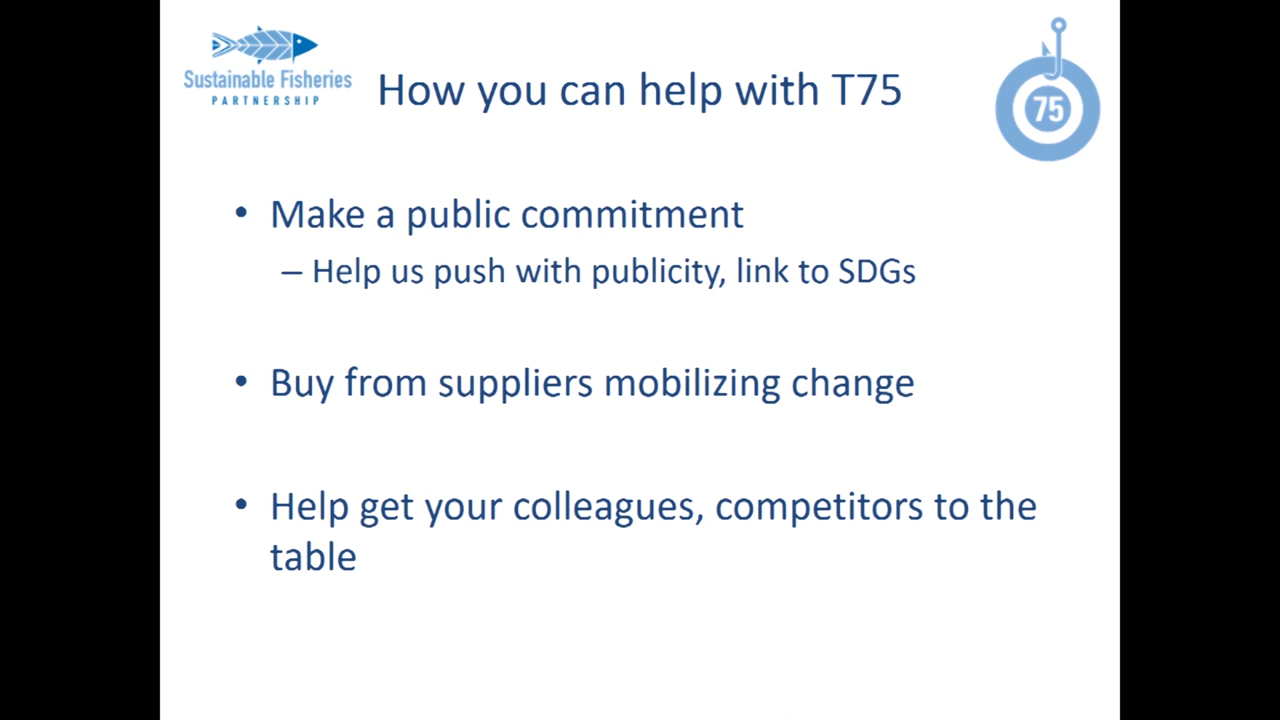 Sustainable Fisheries
PARTNERSHIP
How you can help with T75
75
• Make a public commitment
– Help us push with publicity, link to SDGs
• Buy from suppliers mobilizing change
• Help get your colleagues, competitors to the
table